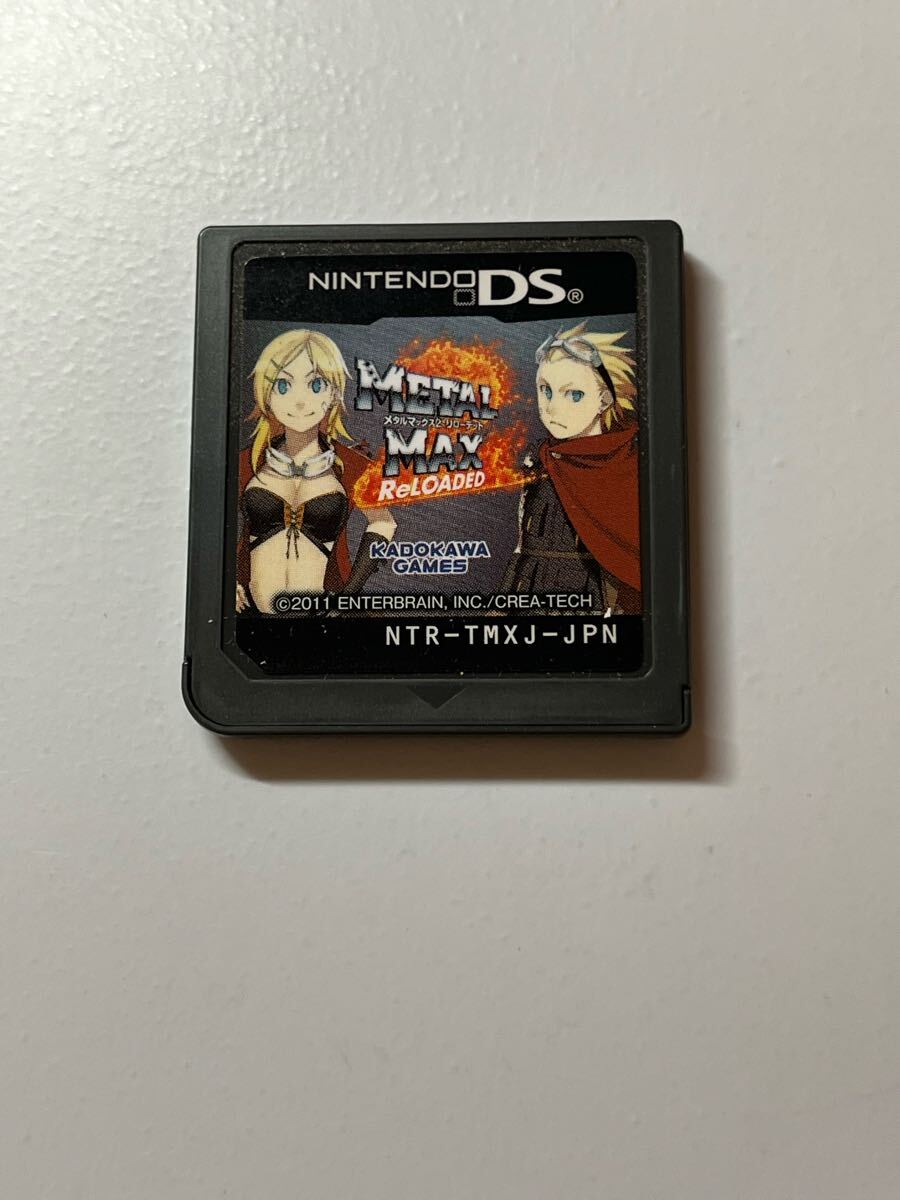 NINTENDO DS®
METAL
メタルマックス2:リローデッド
MAX
ReLOADED
KADOKAWA
GAMES
©2011 ENTERBRAIN, INC./CREA-TECH
NTR-TMXJ-JPN